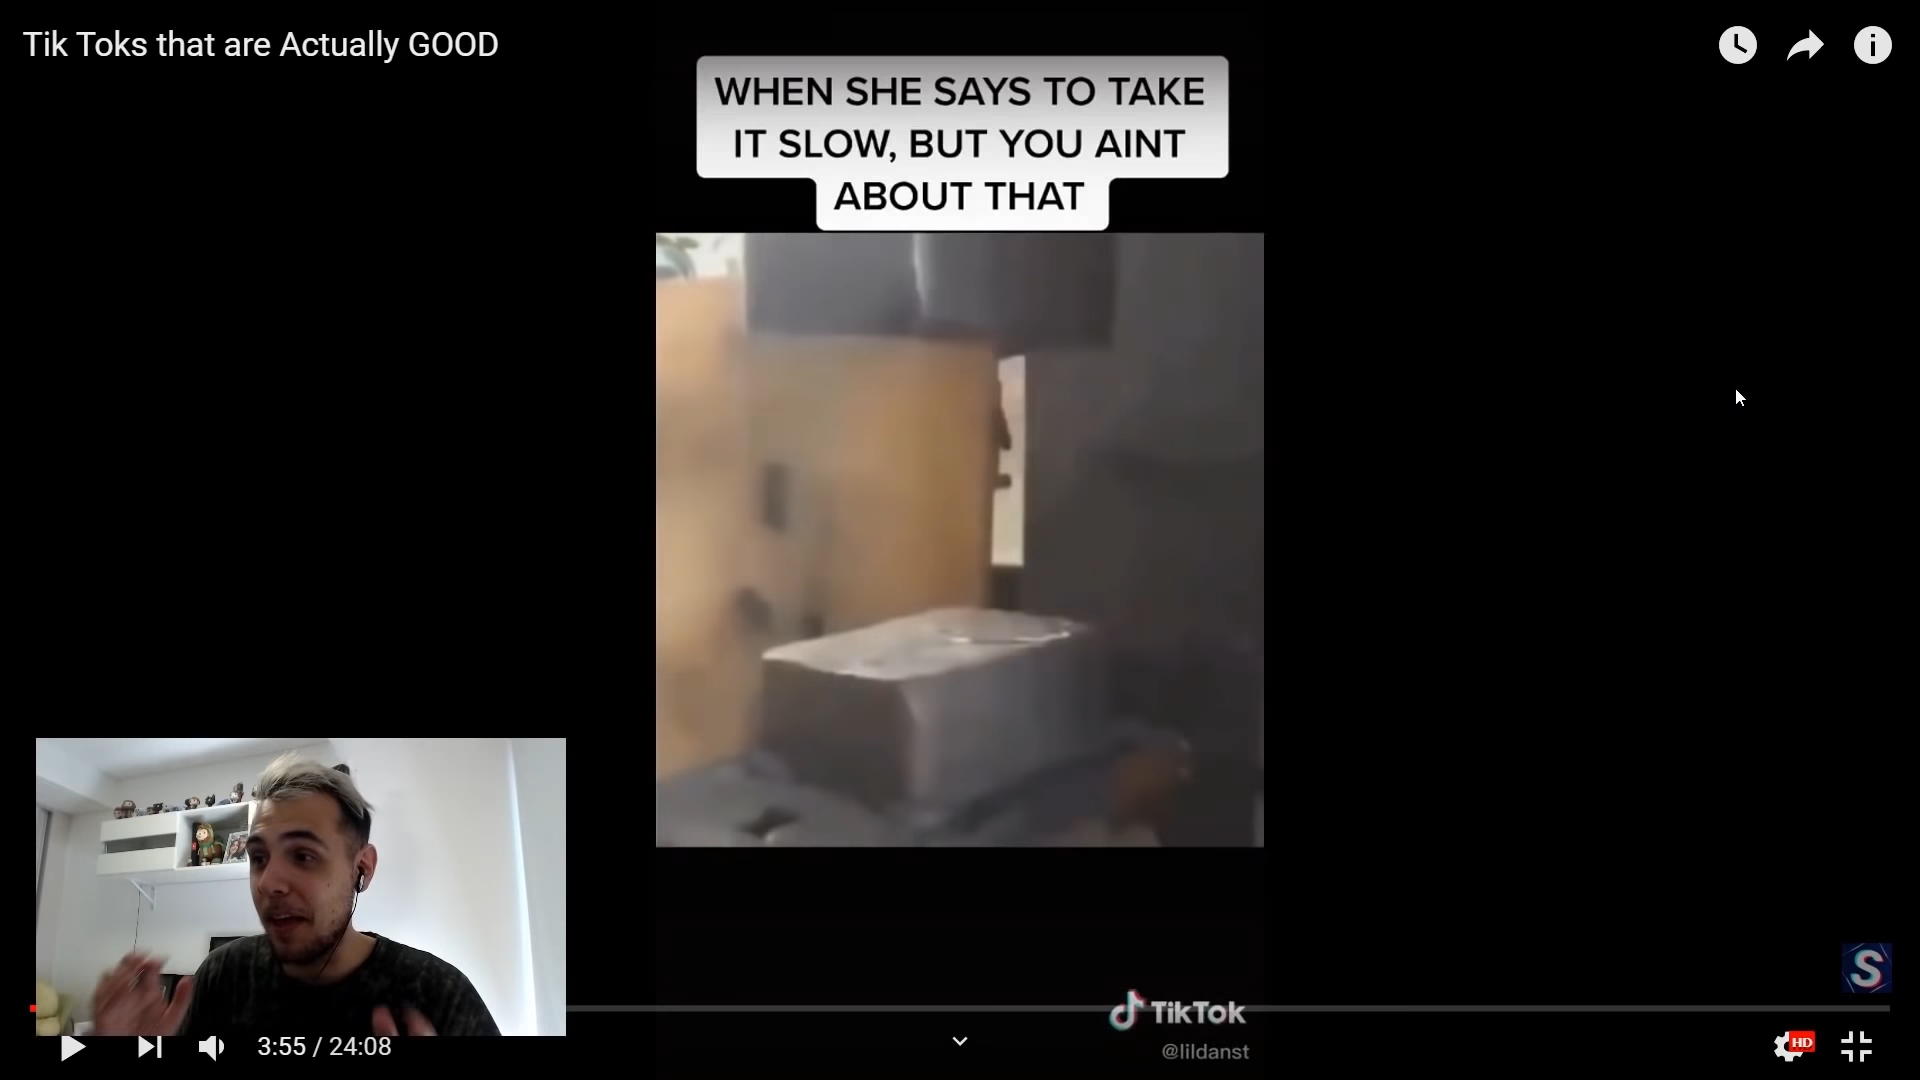 Tik Toks that are Actually GOOD
WHEN SHE SAYS TO TAKE
IT SLOW, BUT YOU AINT
ABOUT THAT
S
TikTok
@lildanst
3:55 / 24:08
HD